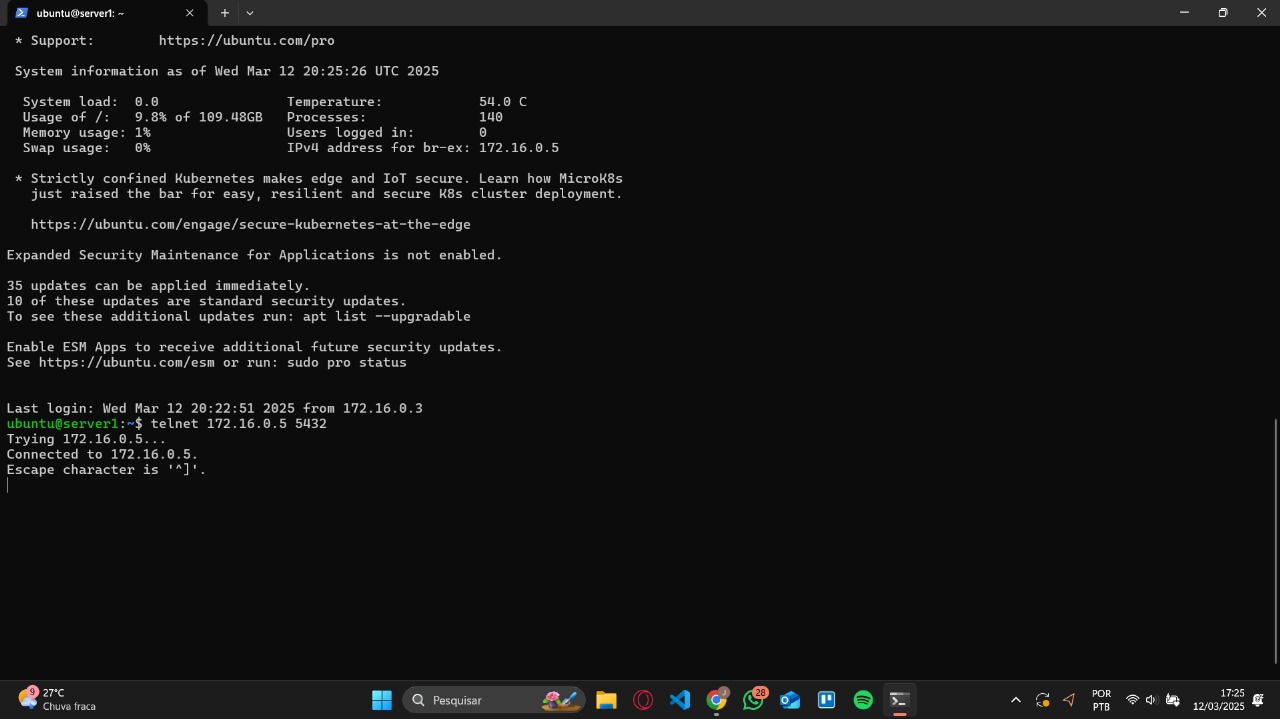 ubuntu@server1: ~
* Support: https://ubuntu.com/pro
System information as of Wed Mar 12 20:25:26 UTC 2025
System load: 0.0 Temperature: 54.0 C
Usage of /: 9.8% of 109.48GB Processes: 140
Memory usage: 1% Users logged in: 0
Swap usage: 0% IPv4 address for br-ex: 172.16.0.5
* Strictly confined Kubernetes makes edge and IoT secure. Learn how MicroK8s
just raised the bar for easy, resilient and secure K8s cluster deployment.
https://ubuntu.com/engage/secure-kubernetes-at-the-edge
Expanded Security Maintenance for Applications is not enabled.
35 updates can be applied immediately.
10 of these updates are standard security updates.
To see these additional updates run: apt list --upgradable
Enable ESM Apps to receive additional future security updates.
See https://ubuntu.com/esm or run: sudo pro status
Last login: Wed Mar 12 20:22:51 2025 from 172.16.0.3
ubuntu@server1:~$ telnet 172.16.0.5 5432
Trying 172.16.0.5...
Connected to 172.16.0.5.
Escape character is '^]'.
9
27°C
Chuva fraca
Pesquisar
J
28
POR
PTB
17:25
12/03/2025